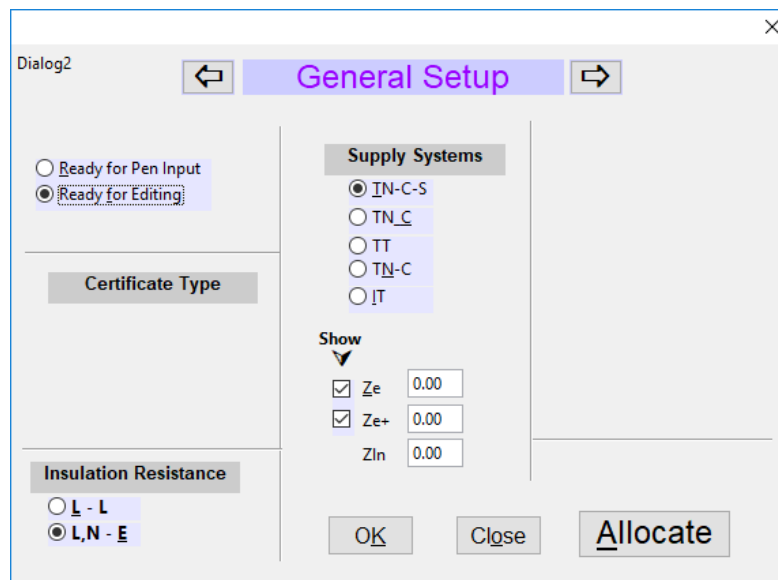 Dialog2
General Setup
Ready for Pen Input
Ready for Editing
Certificate Type
Insulation Resistance
L - L
L,N - E
Supply Systems
TN-C-S
TN_C
TT
TN-C
IT
Show
Ze 0.00
Ze+ 0.00
Zln 0.00
OK
Close
Allocate